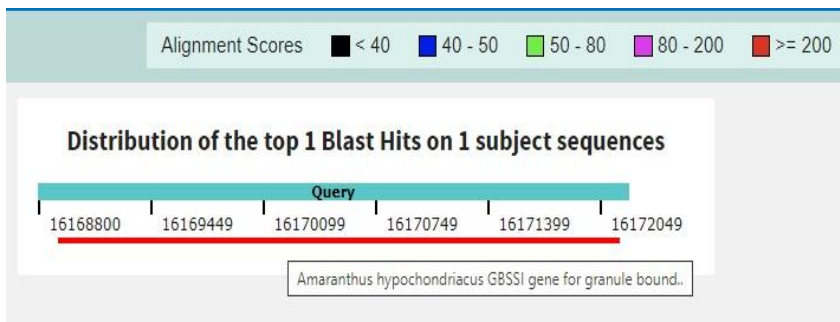 Alignment Scores < 40 40 - 50 50 - 80 80 - 200 >= 200
Distribution of the top 1 Blast Hits on 1 subject sequences
Query
16168800 16169449 16170099 16170749 16171399 16172049
Amaranthus hypochondriacus GBSSI gene for granule bound..